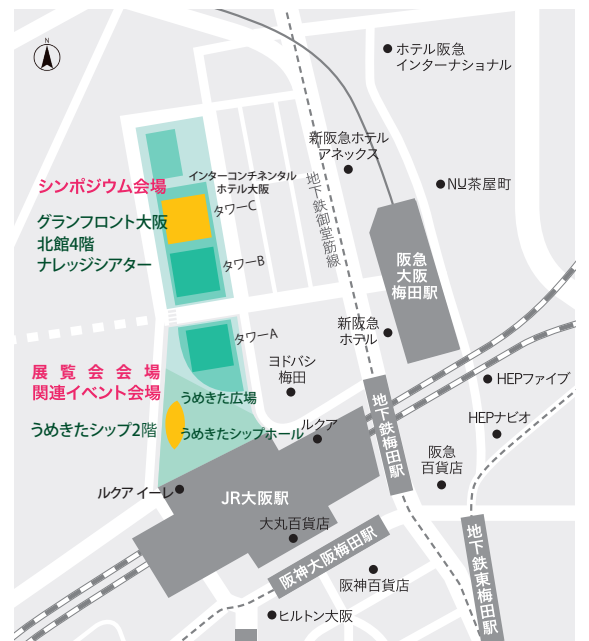 N
ホテル阪急
インターナショナル
新阪急ホテル
アネックス
NU茶屋町
シンポジウム会場
インターコンチネンタル
ホテル大阪
タワーC
グランフロント大阪
北館4階
ナレッジシアター
地下鉄御堂筋線
タワーB
阪急
大阪
梅田駅
新阪急
ホテル
タワーA
ヨドバシ
梅田
展覧会会場
関連イベント会場
HEPファイブ
うめきた広場
うめきたシップ2階
うめきたシップホール
ルクア
地下鉄梅田駅
HEPナビオ
阪急
百貨店
ルクア イーレ
JR大阪駅
大丸百貨店
阪神大阪梅田駅
阪神百貨店
地下鉄東梅田駅
ヒルトン大阪